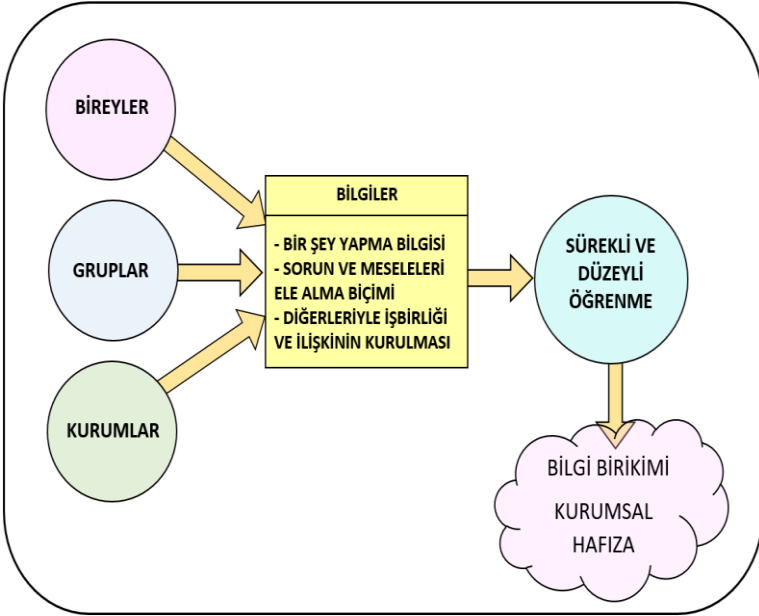 BİREYLER
GRUPLAR
KURUMLAR
BİLGİLER
- BİR ŞEY YAPMA BİLGİSİ
- SORUN VE MESELELERİ
ELE ALMA BİÇİMİ
- DİĞERLERİYLE İŞBİRLİĞİ
VE İLİŞKİNİN KURULMASI
SÜREKLİ VE
DÜZEYLİ
ÖĞRENME
BİLGİ BİRİKİMİ
KURUMSAL
HAFIZA